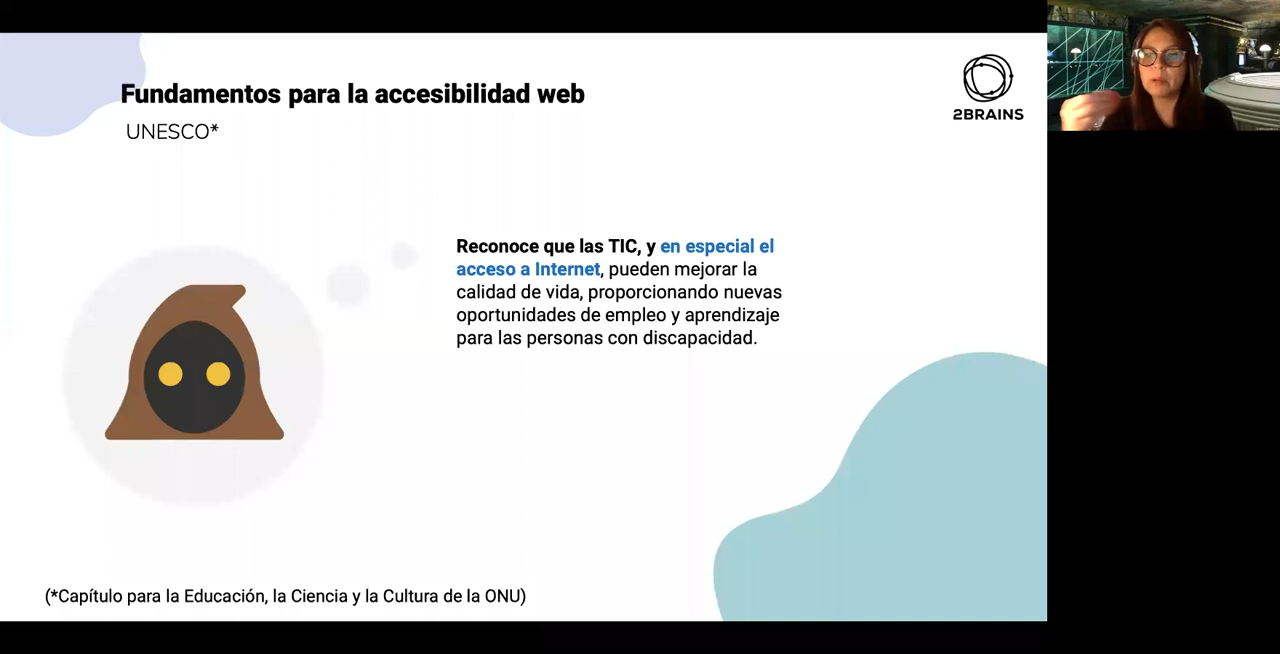 Fundamentos para la accesibilidad web
UNESCO*
2BRAINS
Reconoce que las TIC, y en especial el
acceso a Internet, pueden mejorar la
calidad de vida, proporcionando nuevas
oportunidades de empleo y aprendizaje
para las personas con discapacidad.
(*Capítulo para la Educación, la Ciencia y la Cultura de la ONU)